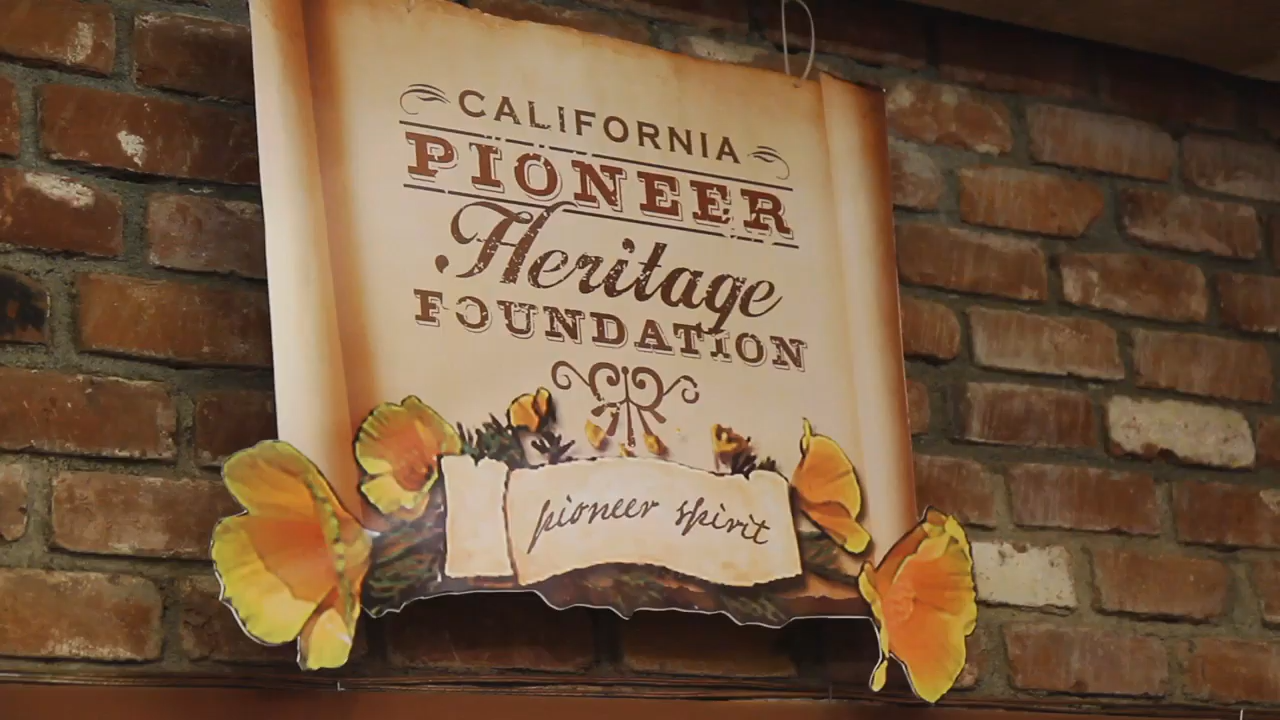 CALIFORNIA
PIONEER
Heritage
FOUNDATION
pioneer spirit